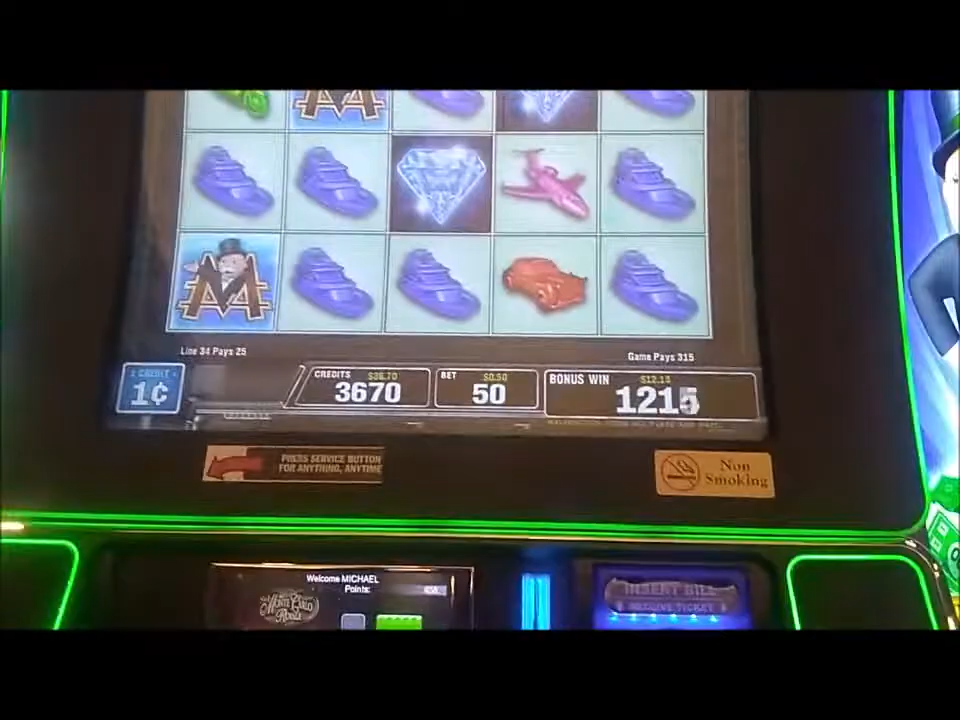 Line 34 Pays 25
Game Pays 315
1 CREDIT =
1¢
CREDITS $36.70
3670
BET $0.50
50
BONUS WIN $12.15
1215
PRESS SERVICE BUTTON
FOR ANYTHING, ANYTIME
Non
Smoking
Welcome MICHAEL
Points:
Monte Carlo
INSERT BILL
RECEIVE TICKET